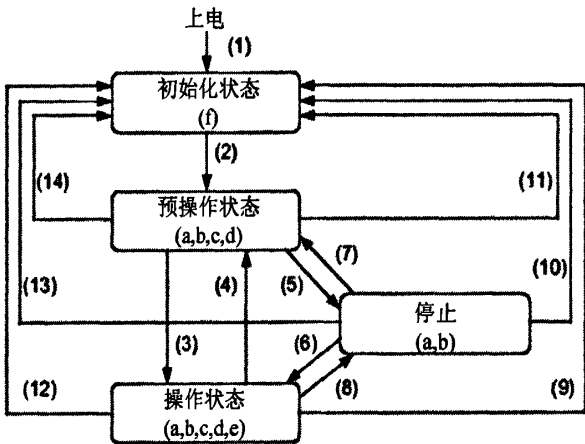 上电
(1)
初始化状态
(f)
(2)
(14)
(11)
预操作状态
(a,b,c,d)
(7)
(13)
(4)
(5)
(10)
停止
(a,b)
(3)
(6)
(12)
(8)
(9)
操作状态
(a,b,c,d,e)